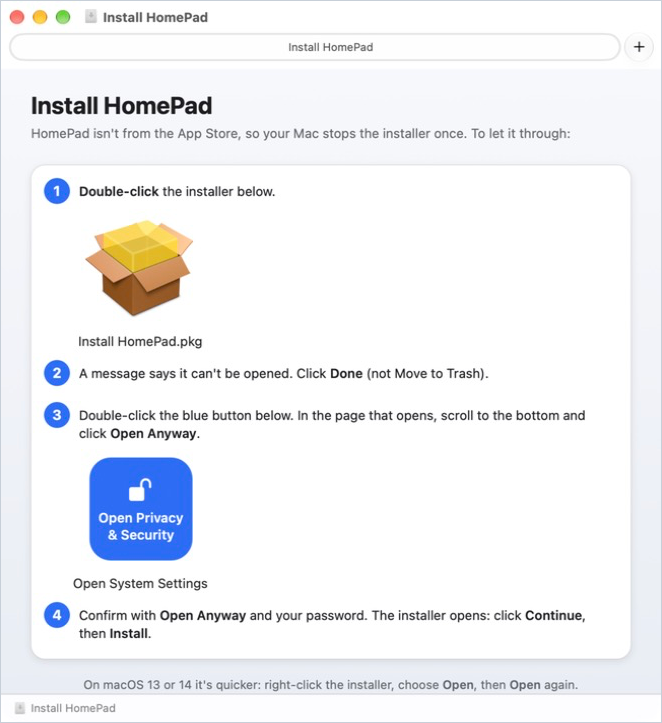 Install HomePad
Install HomePad
+
Install HomePad
HomePad isn't from the App Store, so your Mac stops the installer once. To let it through:
1 Double-click the installer below.
Install HomePad.pkg
2 A message says it can't be opened. Click Done (not Move to Trash).
3 Double-click the blue button below. In the page that opens, scroll to the bottom and
click Open Anyway.
Open Privacy
& Security
Open System Settings
4 Confirm with Open Anyway and your password. The installer opens: click Continue,
then Install.
On macOS 13 or 14 it's quicker: right-click the installer, choose Open, then Open again.
Install HomePad